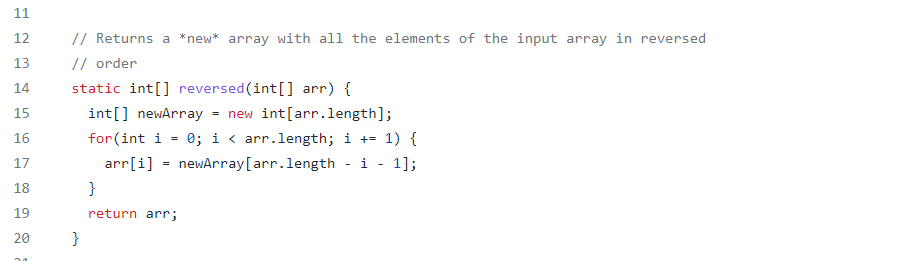 11
12 // Returns a *new* array with all the elements of the input array in reversed
13 // order
14 static int[] reversed(int[] arr) {
15 int[] newArray = new int[arr.length];
16 for(int i = 0; i < arr.length; i += 1) {
17 arr[i] = newArray[arr.length - i - 1];
18 }
19 return arr;
20 }